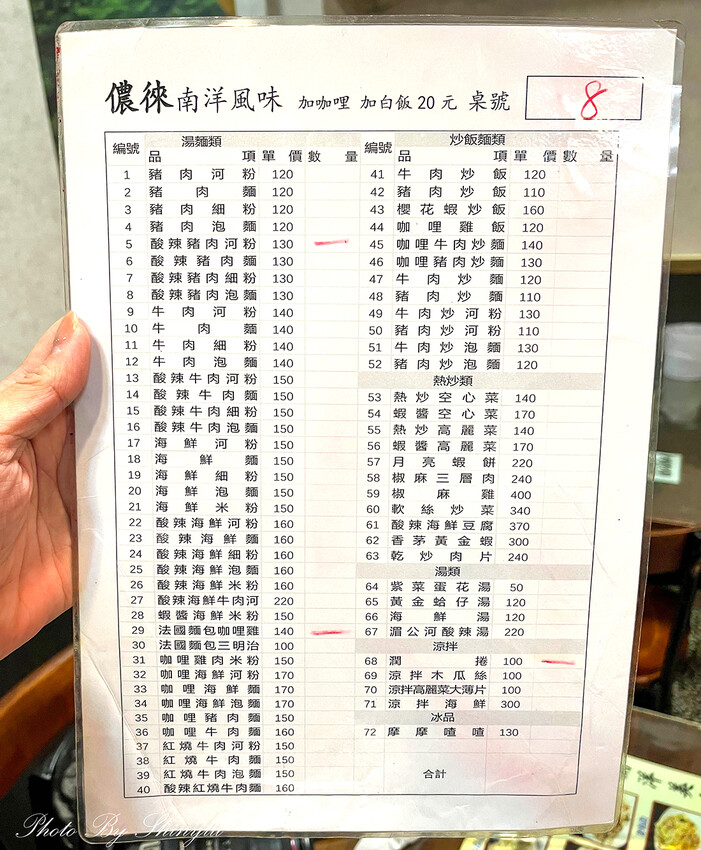 儂徠南洋風味 加咖哩 加白飯20元 桌號 8
編號 湯麵類
品項 單價 數量
1 豬肉河粉 120
2 豬肉麵 120
3 豬肉細粉 120
4 豬肉泡麵 120
5 酸辣豬肉河粉 130
6 酸辣豬肉麵 130
7 酸辣豬肉細粉 130
8 酸辣豬肉泡麵 130
9 牛肉河粉 140
10 牛肉麵 140
11 牛肉細粉 140
12 牛肉泡麵 140
13 酸辣牛肉河粉 150
14 酸辣牛肉麵 150
15 酸辣牛肉細粉 150
16 酸辣牛肉泡麵 150
17 海鮮河粉 150
18 海鮮麵 150
19 海鮮細粉 150
20 海鮮泡麵 150
21 海鮮米粉 150
22 酸辣海鮮河粉 160
23 酸辣海鮮麵 160
24 酸辣海鮮細粉 160
25 酸辣海鮮泡麵 160
26 酸辣海鮮米粉 160
27 酸辣海鮮牛肉河 220
28 蝦醬海鮮米粉 150
29 法國麵包咖哩雞 140
30 法國麵包三明治 100
31 咖哩雞肉米粉 150
32 咖哩海鮮河粉 170
33 咖哩海鮮麵 170
34 咖哩海鮮泡麵 170
35 咖哩豬肉麵 150
36 咖哩牛肉麵 160
37 紅燒牛肉河粉 150
38 紅燒牛肉麵 150
39 紅燒牛肉泡麵 150
40 酸辣紅燒牛肉麵 160
編號 炒飯麵類
品項 單價 數量
41 牛肉炒飯 120
42 豬肉炒飯 110
43 櫻花蝦炒飯 160
44 咖哩雞飯 120
45 咖哩牛肉炒麵 140
46 咖哩豬肉炒麵 130
47 牛肉炒麵 120
48 豬肉炒麵 110
49 牛肉炒河粉 130
50 豬肉炒河粉 110
51 牛肉炒泡麵 130
52 豬肉炒泡麵 120
熱炒類
53 熱炒空心菜 140
54 蝦醬空心菜 170
55 熱炒高麗菜 140
56 蝦醬高麗菜 170
57 月亮蝦餅 220
58 椒麻三層肉 240
59 椒麻雞 400
60 軟絲炒菜 340
61 酸辣海鮮豆腐 370
62 香茅黃金蝦 300
63 乾炒肉片 240
湯類
64 紫菜蛋花湯 50
65 黃金蛤仔湯 120
66 海鮮湯 120
67 湄公河酸辣湯 220
涼拌
68 潤捲 100
69 涼拌木瓜絲 100
70 涼拌高麗菜大薄片 100
71 涼拌海鮮 300
冰品
72 摩摩喳喳 130
合計
Photo By Shinyin